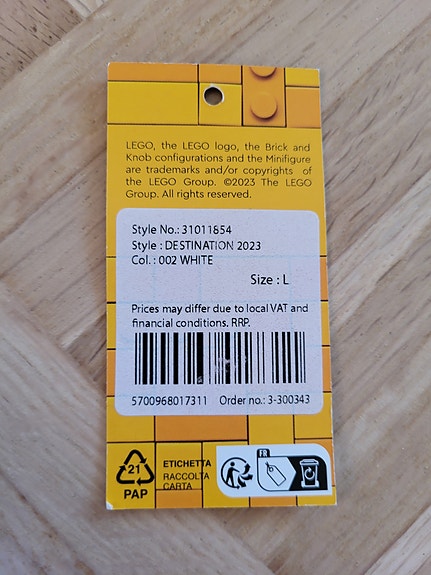 LEGO, the LEGO logo, the Brick and
Knob configurations and the Minifigure
are trademarks and/or copyrights of
the LEGO Group. ©2023 The LEGO
Group. All rights reserved.
Style No.: 31011854
Style : DESTINATION 2023
Col. : 002 WHITE
Size : L
Prices may differ due to local VAT and
financial conditions. RRP.
5700968017311 Order no.: 3-300343
21
PAP
ETICHETTA
RACCOLTA
CARTA
FR